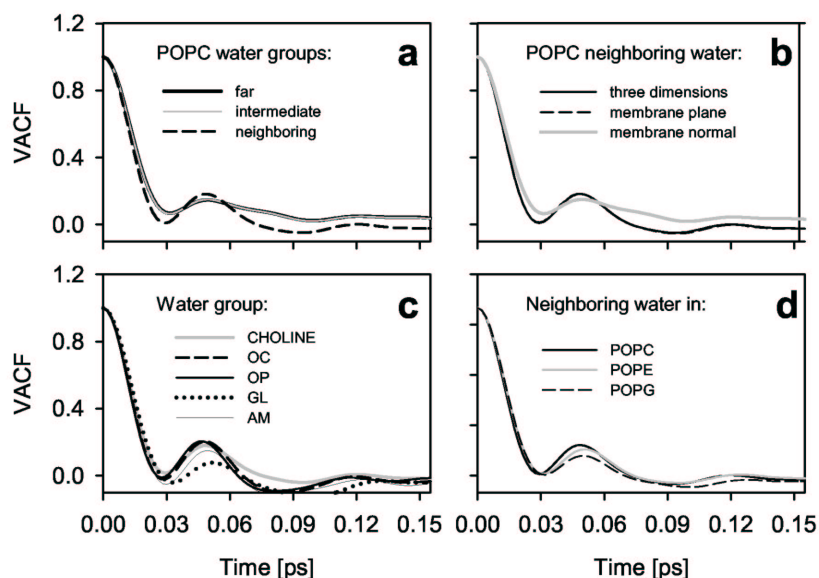 1.2
0.8
0.4
0.0
VACF
POPC water groups:
a
far
intermediate
neighboring
POPC neighboring water:
b
three dimensions
membrane plane
membrane normal
1.2
0.8
0.4
0.0
VACF
Water group:
c
CHOLINE
OC
OP
GL
AM
Neighboring water in:
d
POPC
POPE
POPG
0.00 0.03 0.06 0.09 0.12 0.15
0.00 0.03 0.06 0.09 0.12 0.15
Time [ps]
Time [ps]